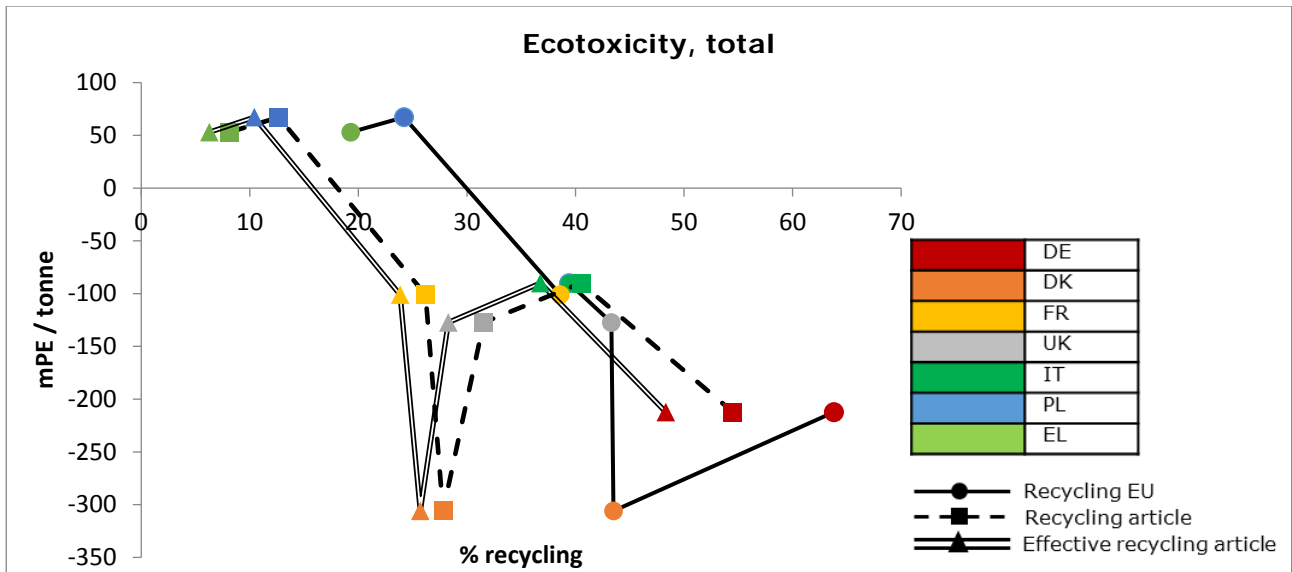 Ecotoxicity, total
100
50
0
-50
-100
-150
-200
-250
-300
-350
mPE / tonne
0 10 20 30 40 50 60 70
% recycling
DE
DK
FR
UK
IT
PL
EL
Recycling EU
Recycling article
Effective recycling article